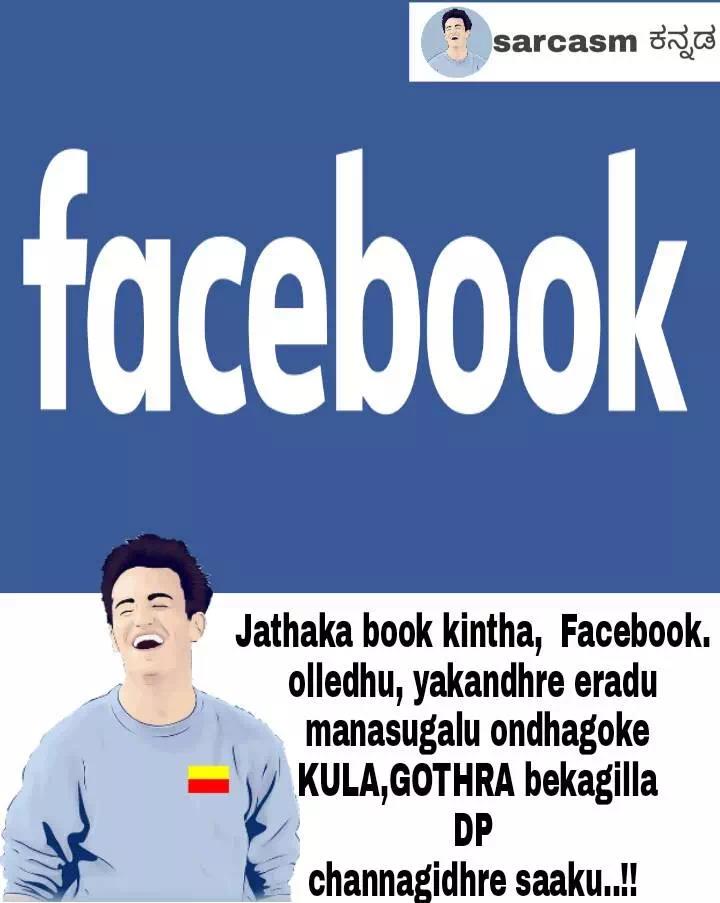 sarcasm ಕನ್ನಡ
facebook
Jathaka book kintha, Facebook.
olledhu, yakandhre eradu
manasugalu ondhagoke
KULA,GOTHRA bekagilla
DP
channagidhre saaku..!!